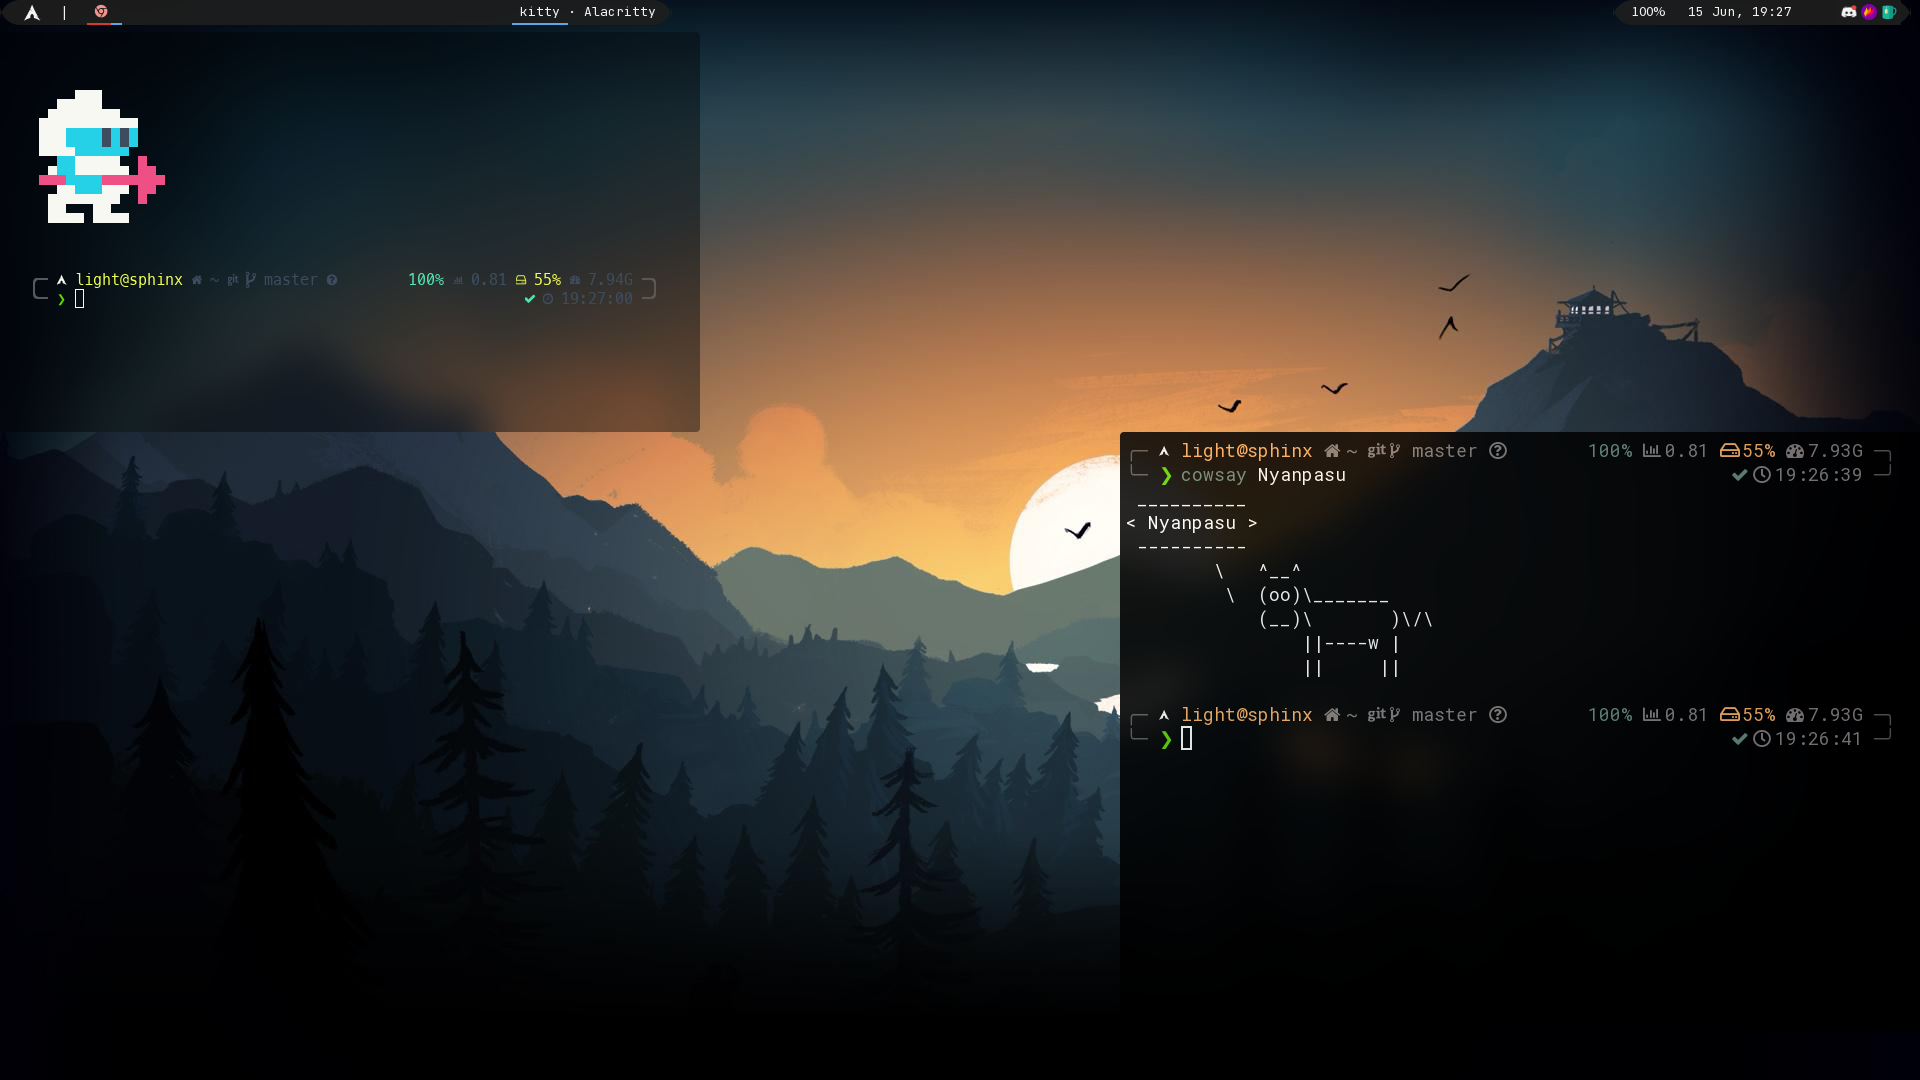 | kitty · Alacritty 100% 15 Jun, 19:27
light@sphinx ~ git master 100% 0.81 55% 7.94G
❯ 19:27:00
light@sphinx ~ git master 100% 0.81 55% 7.93G
❯ cowsay Nyanpasu 19:26:39
__________
< Nyanpasu >
----------
\   ^__^
\  (oo)\_______
(__)\       )\/\
||----w |
||     ||
light@sphinx ~ git master 100% 0.81 55% 7.93G
❯ 19:26:41